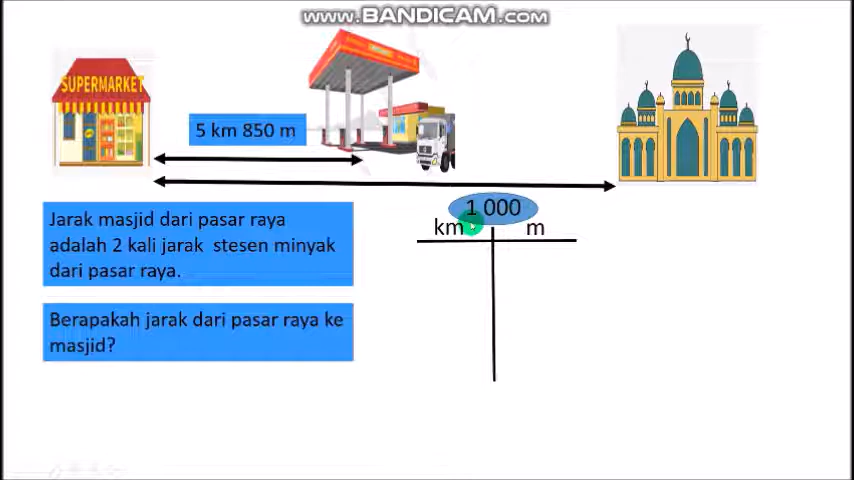 www.BANDICAM.com
SUPERMARKET
5 km 850 m
1 000
km
m
Jarak masjid dari pasar raya
adalah 2 kali jarak stesen minyak
dari pasar raya.
Berapakah jarak dari pasar raya ke
masjid?